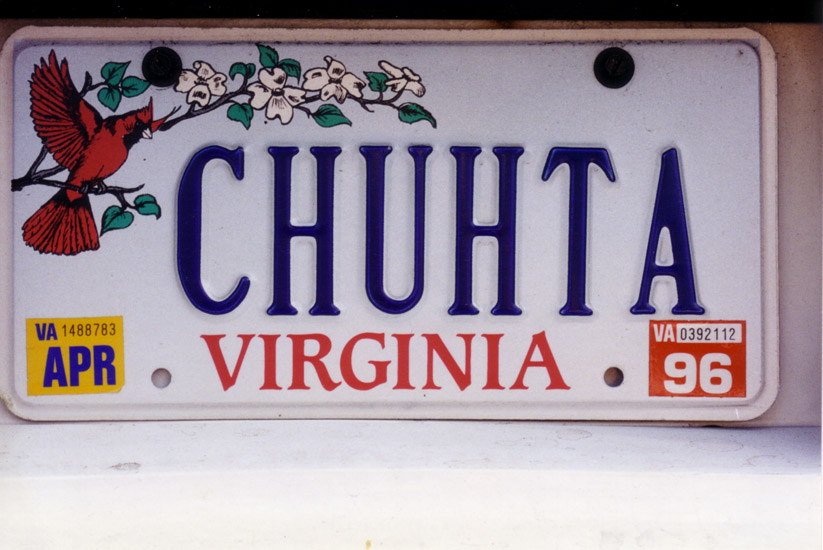 CHUHTA
VA 1488783
APR
VIRGINIA
VA 0392112
96